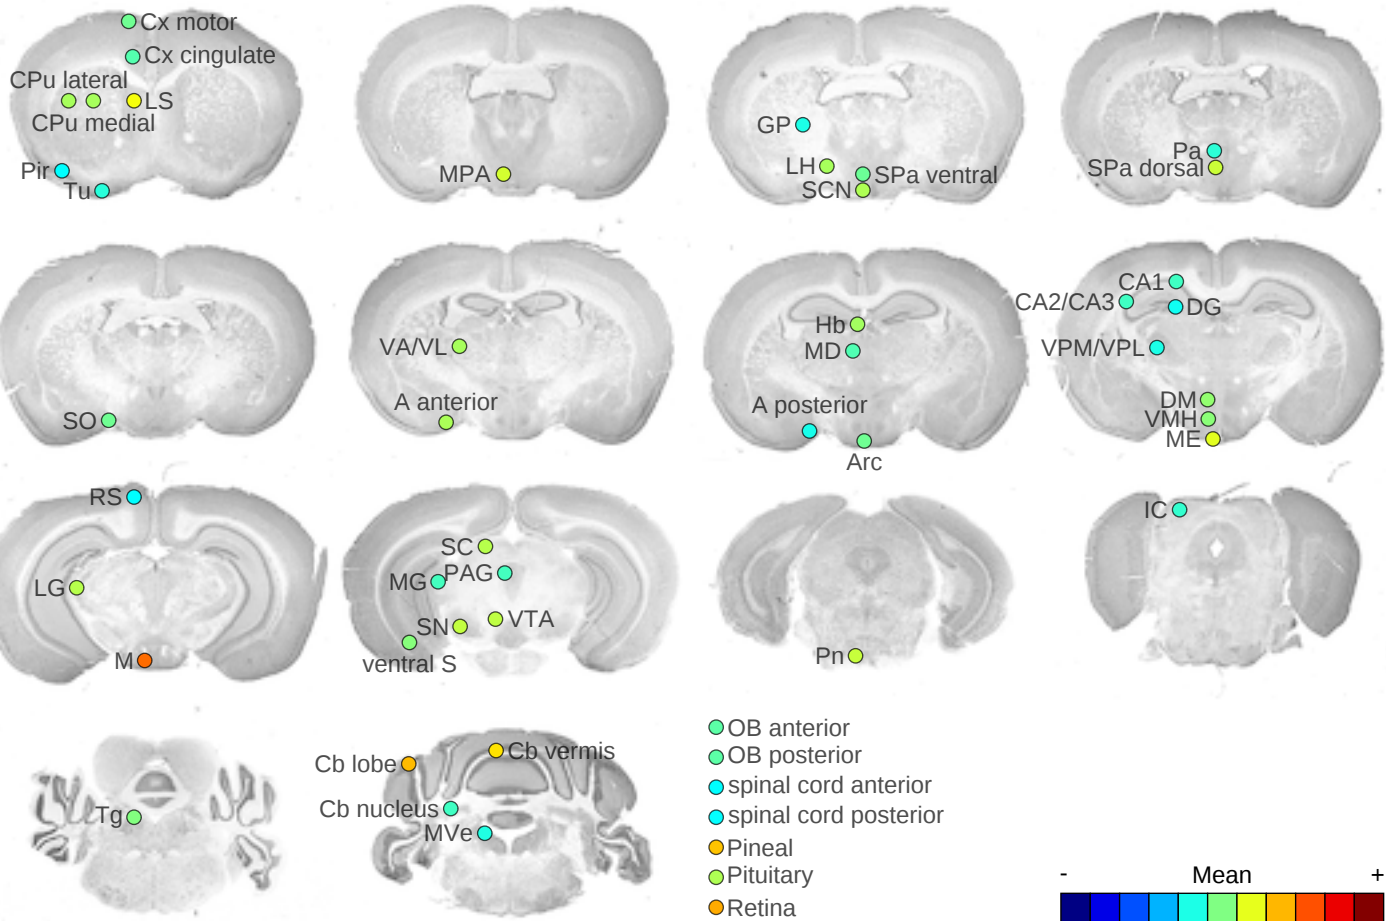 Cx motor
Cx cingulate
CPu lateral
LS
CPu medial
Pir
Tu
MPA
GP
LH
SPa ventral
SCN
Pa
SPa dorsal
SO
VA/VL
A anterior
Hb
MD
A posterior
Arc
CA1
CA2/CA3
DG
VPM/VPL
DM
VMH
ME
RS
LG
M
SC
MG
PAG
SN
VTA
ventral S
Pn
IC
Tg
Cb lobe
Cb vermis
Cb nucleus
MVe
OB anterior
OB posterior
spinal cord anterior
spinal cord posterior
Pineal
Pituitary
Retina
- Mean +